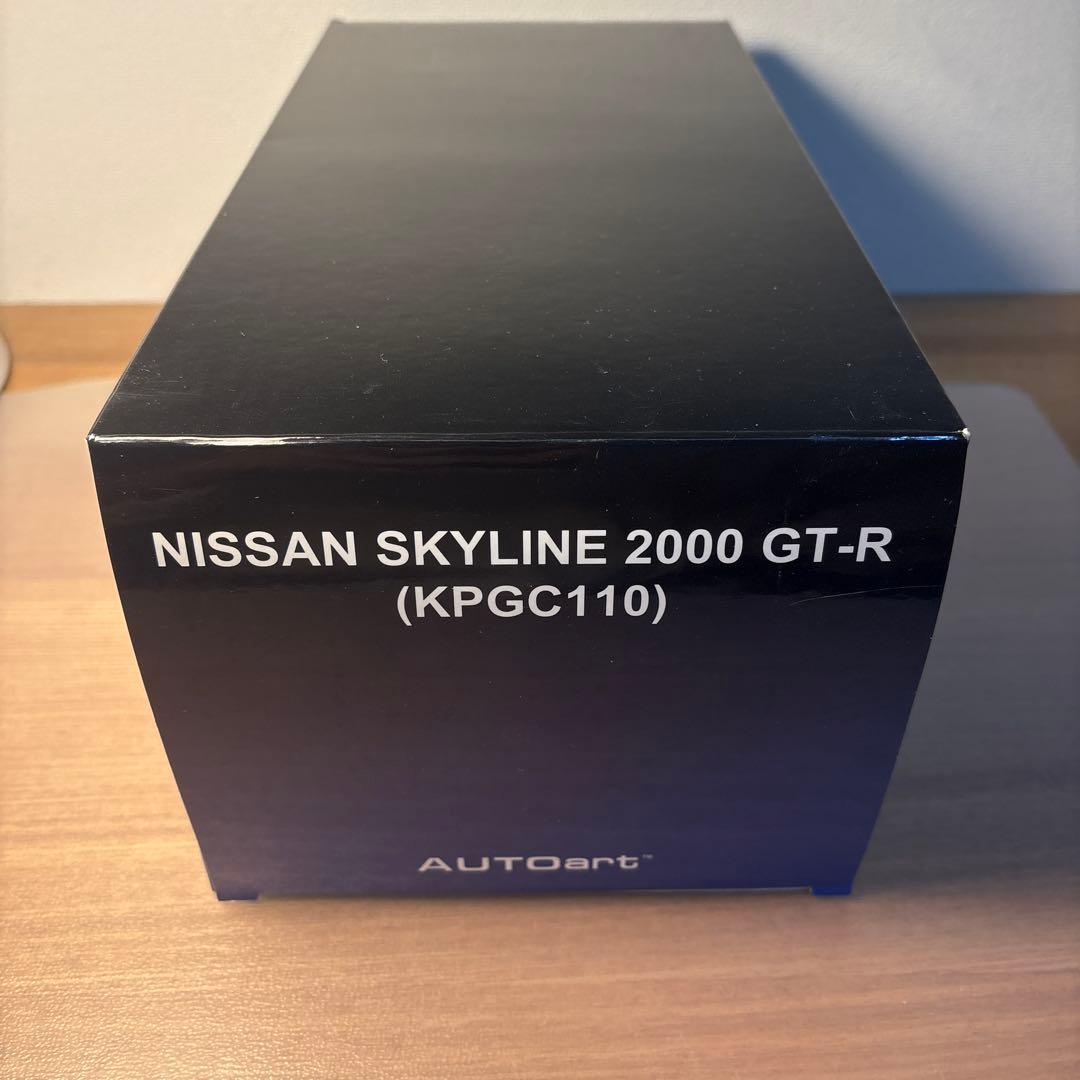 NISSAN SKYLINE 2000 GT-R
(KPGC110)
AUTOart™